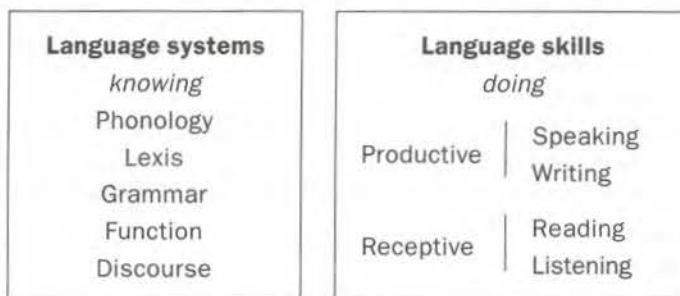 Language systems
knowing
Phonology
Lexis
Grammar
Function
Discourse
Language skills
doing
Productive
Speaking
Writing
Receptive
Reading
Listening